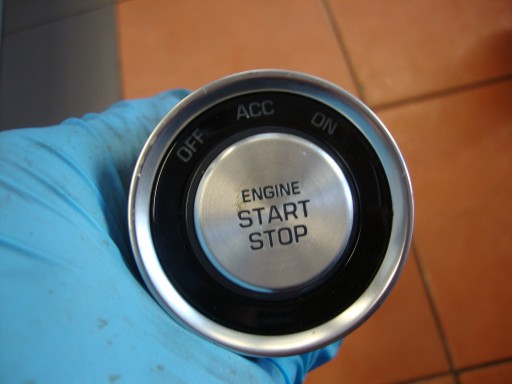 OFF ACC ON
ENGINE
START
STOP